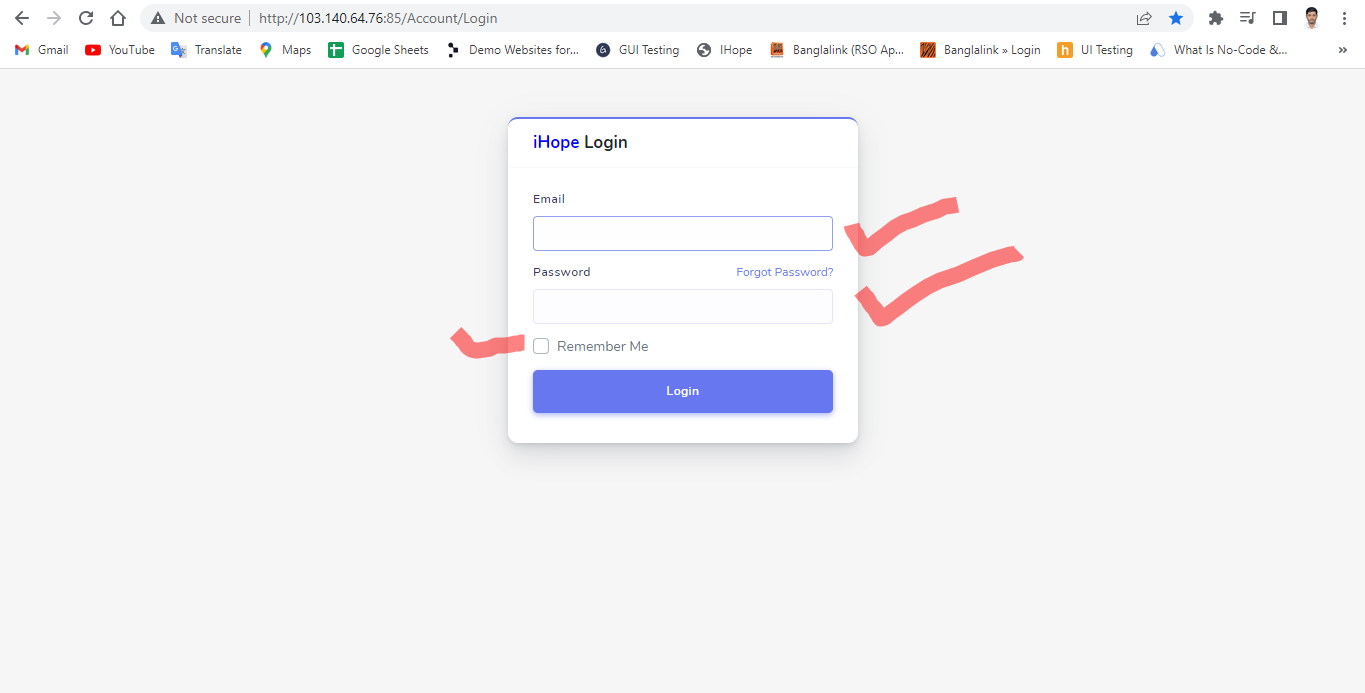 Not secure | http://103.140.64.76:85/Account/Login
Gmail YouTube Translate Maps Google Sheets Demo Websites for... GUI Testing IHope Banglalink (RSO Ap... Banglalink » Login UI Testing What Is No-Code &... »
iHope Login
Email
Password Forgot Password?
Remember Me
Login